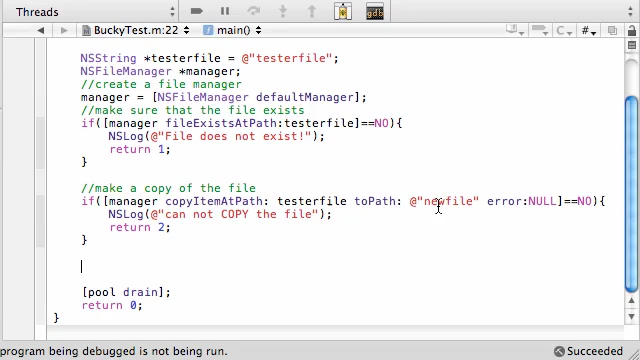 Threads
gdb
BuckyTest.m:22
main()
C
#
NSString *testerfile = @"testerfile";
NSFileManager *manager;
//create a file manager
manager = [NSFileManager defaultManager];
//make sure that the file exists
if([manager fileExistsAtPath:testerfile]==NO){
NSLog(@"File does not exist!");
return 1;
}
//make a copy of the file
if([manager copyItemAtPath: testerfile toPath: @"newfile" error:NULL]==NO){
NSLog(@"can not COPY the file");
return 2;
}
[pool drain];
return 0;
}
program being debugged is not being run.
Succeeded